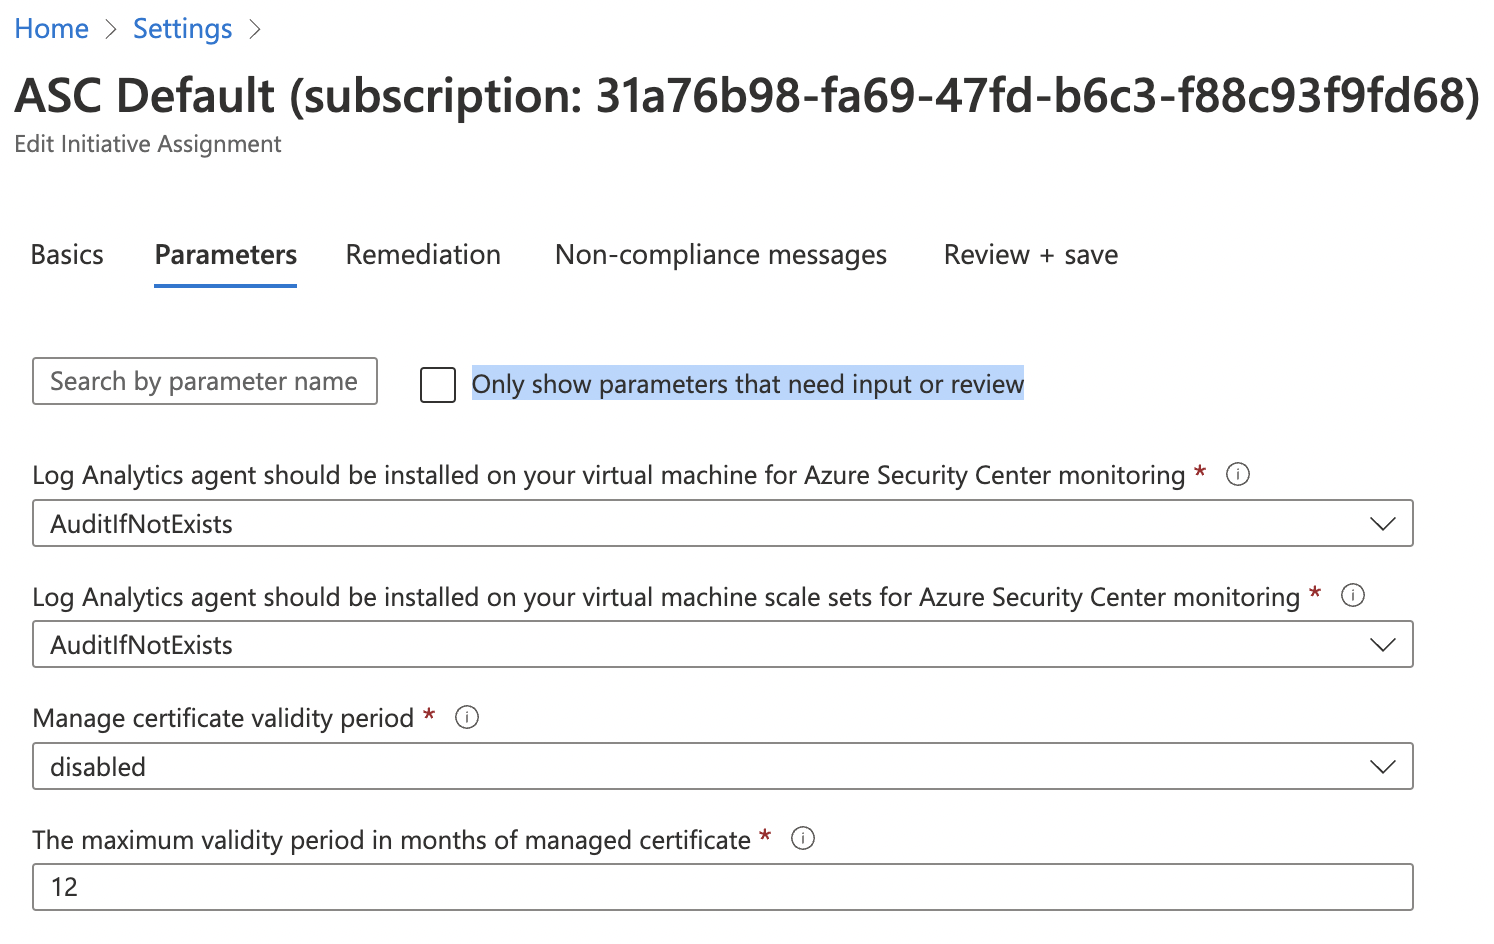 Home > Settings >
ASC Default (subscription: 31a76b98-fa69-47fd-b6c3-f88c93f9fd68)
Edit Initiative Assignment
Basics Parameters Remediation Non-compliance messages Review + save
Search by parameter name Only show parameters that need input or review
Log Analytics agent should be installed on your virtual machine for Azure Security Center monitoring *
AuditIfNotExists
Log Analytics agent should be installed on your virtual machine scale sets for Azure Security Center monitoring *
AuditIfNotExists
Manage certificate validity period *
disabled
The maximum validity period in months of managed certificate *
12